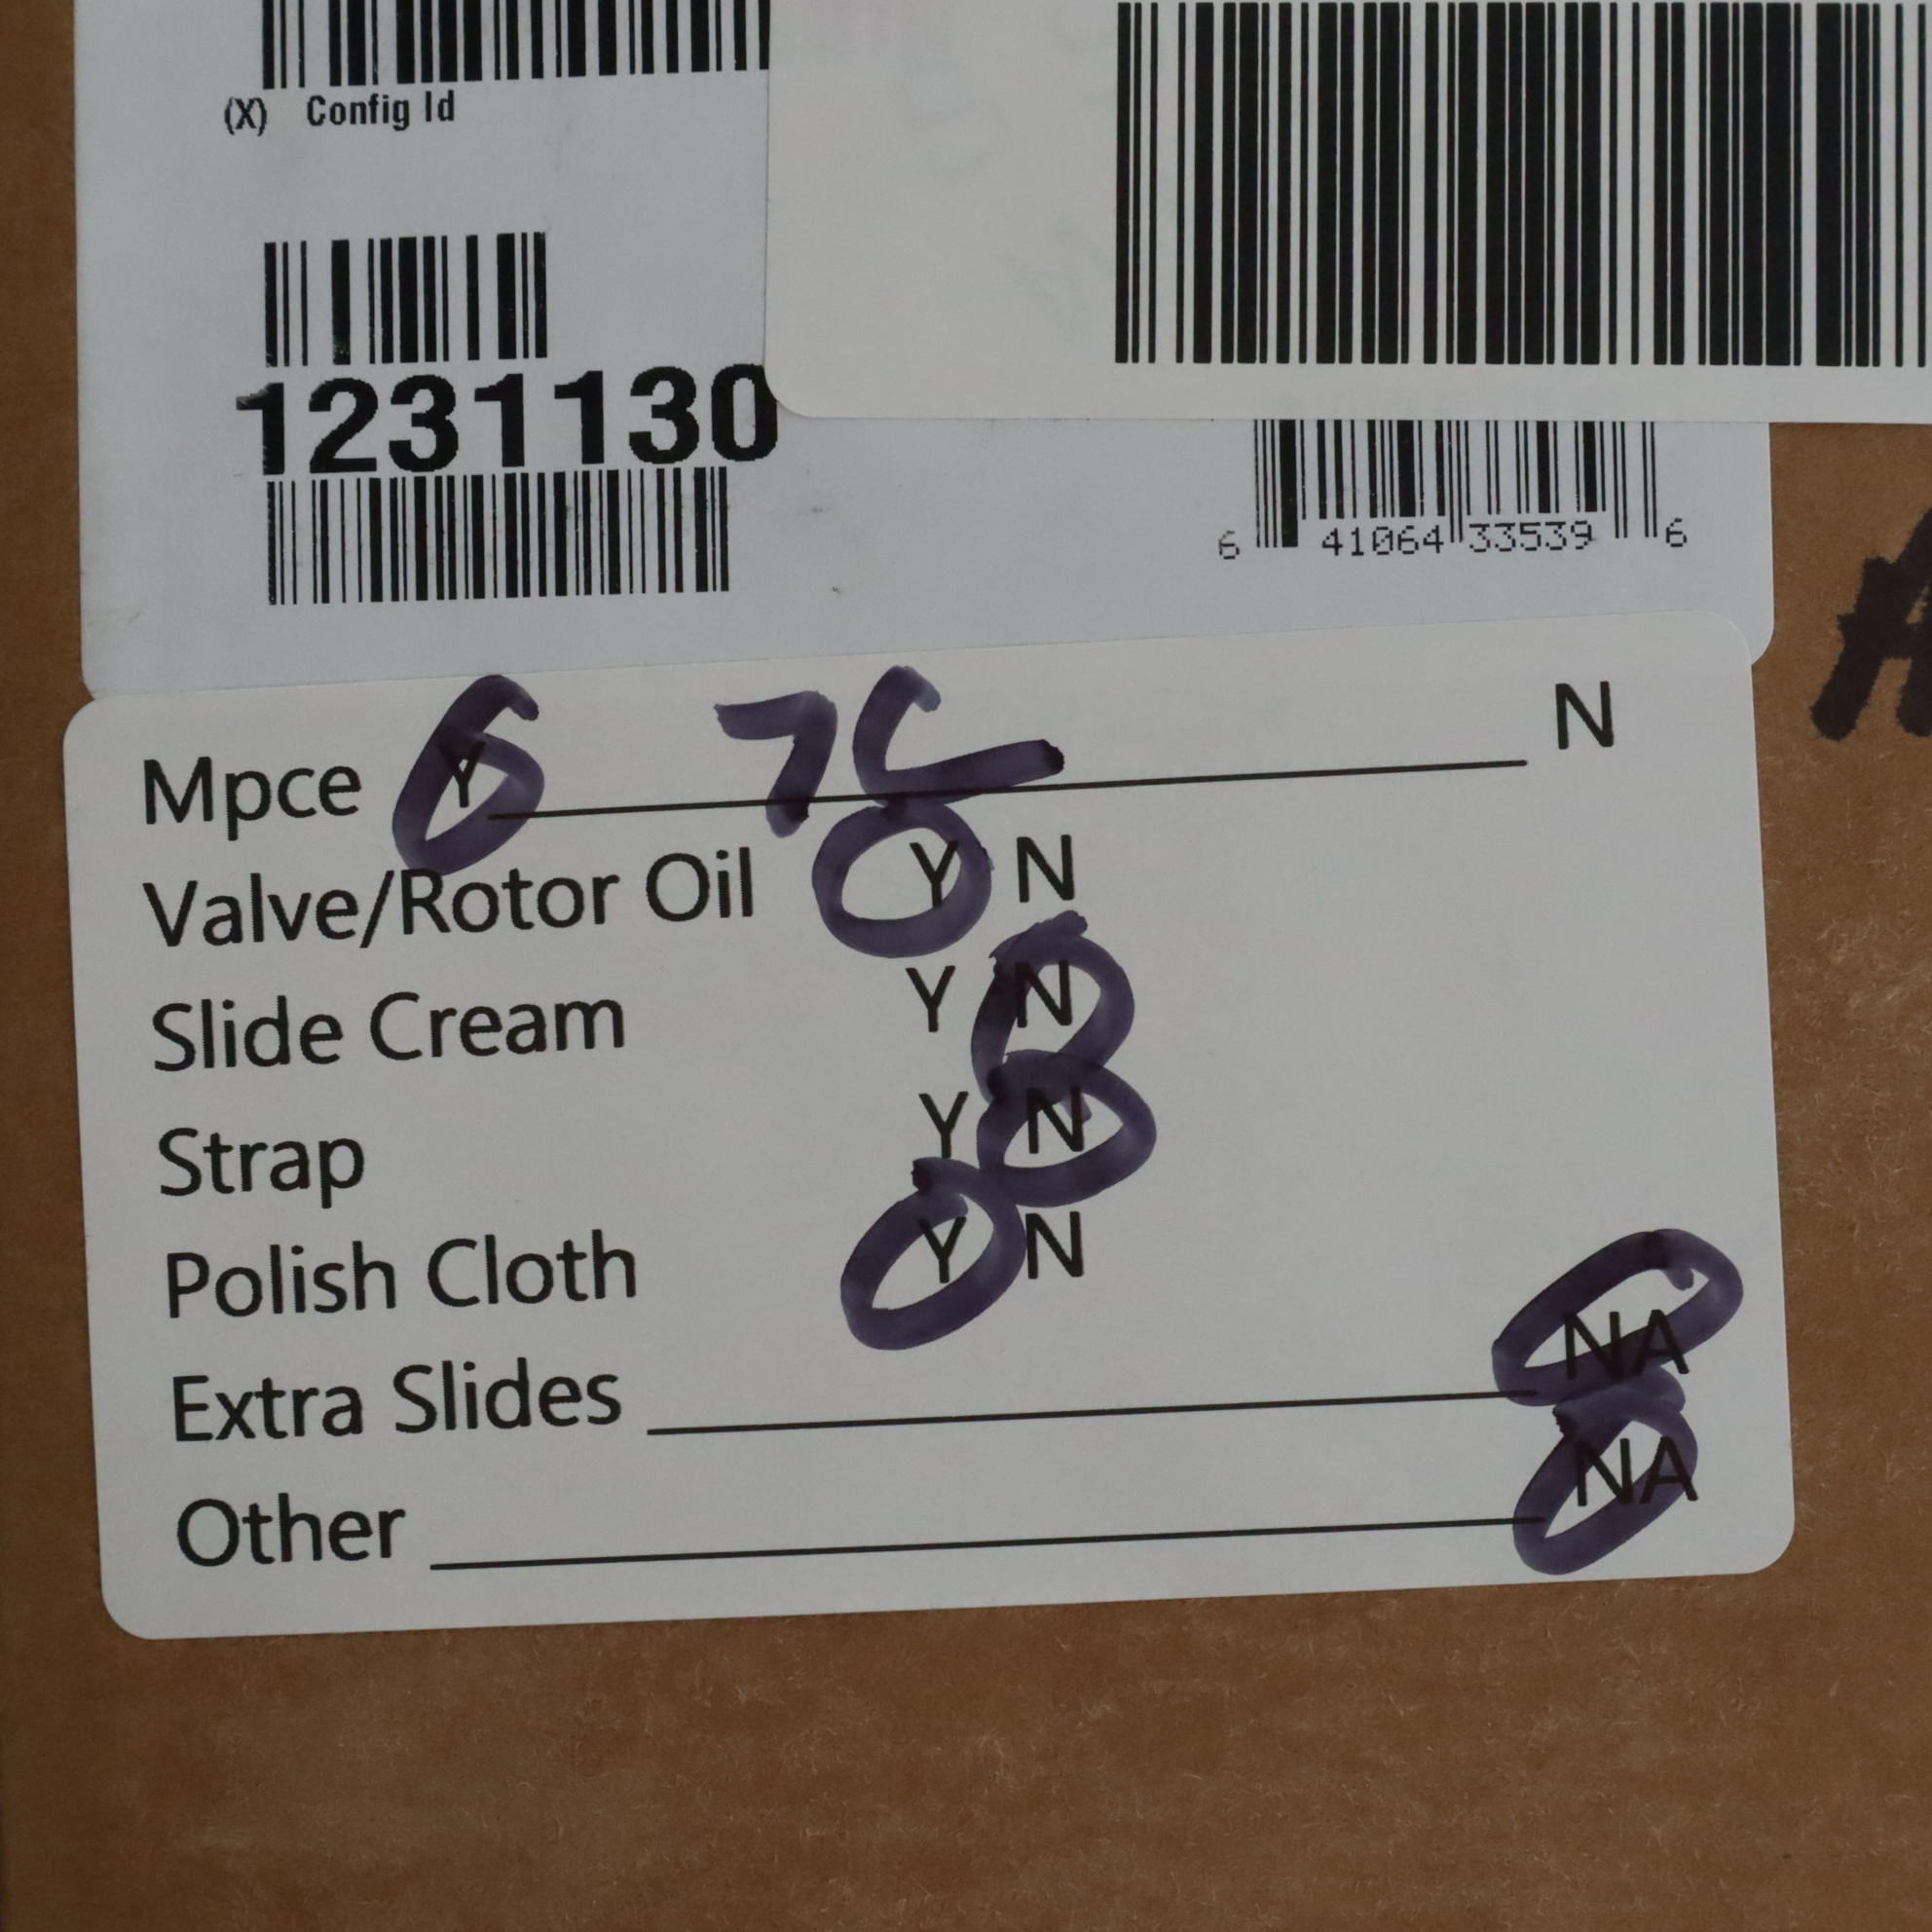 (X) Config Id
1231130
6 41064 33539 6
Mpce Y 7C N
Valve/Rotor Oil Y N
Slide Cream Y N
Strap Y N
Polish Cloth Y N
Extra Slides NA
Other NA